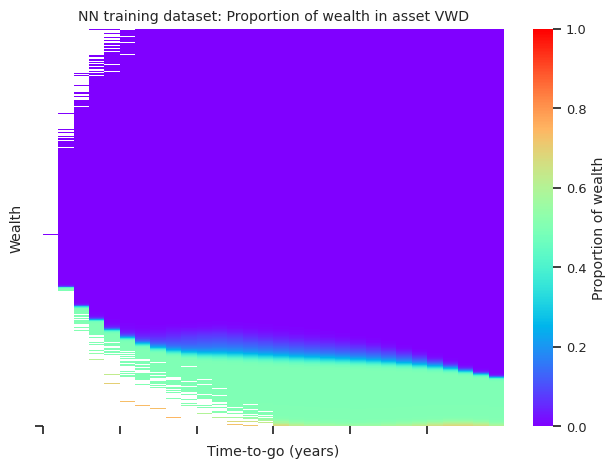 NN training dataset: Proportion of wealth in asset VWD
Wealth
Time-to-go (years)
1.0
0.8
0.6
0.4
0.2
0.0
Proportion of wealth